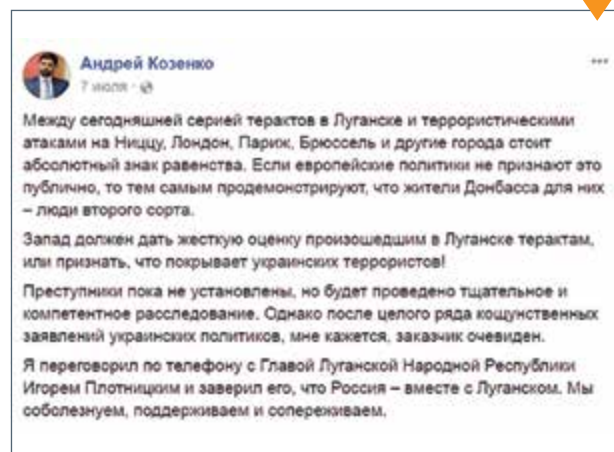 Андрей Козенко
7 июля
Между сегодняшней серией терактов в Луганске и террористическими
атаками на Ниццу, Лондон, Париж, Брюссель и другие города стоит
абсолютный знак равенства. Если европейские политики не признают это
публично, то тем самым продемонстрируют, что жители Донбасса для них
– люди второго сорта.
Запад должен дать жесткую оценку произошедшим в Луганске терактам,
или признать, что покрывает украинских террористов!
Преступники пока не установлены, но будет проведено тщательное и
компетентное расследование. Однако после целого ряда кощунственных
заявлений украинских политиков, мне кажется, заказчик очевиден.
Я переговорил по телефону с Главой Луганской Народной Республики
Игорем Плотницким и заверил его, что Россия – вместе с Луганском. Мы
соболезнуем, поддерживаем и сопереживаем.